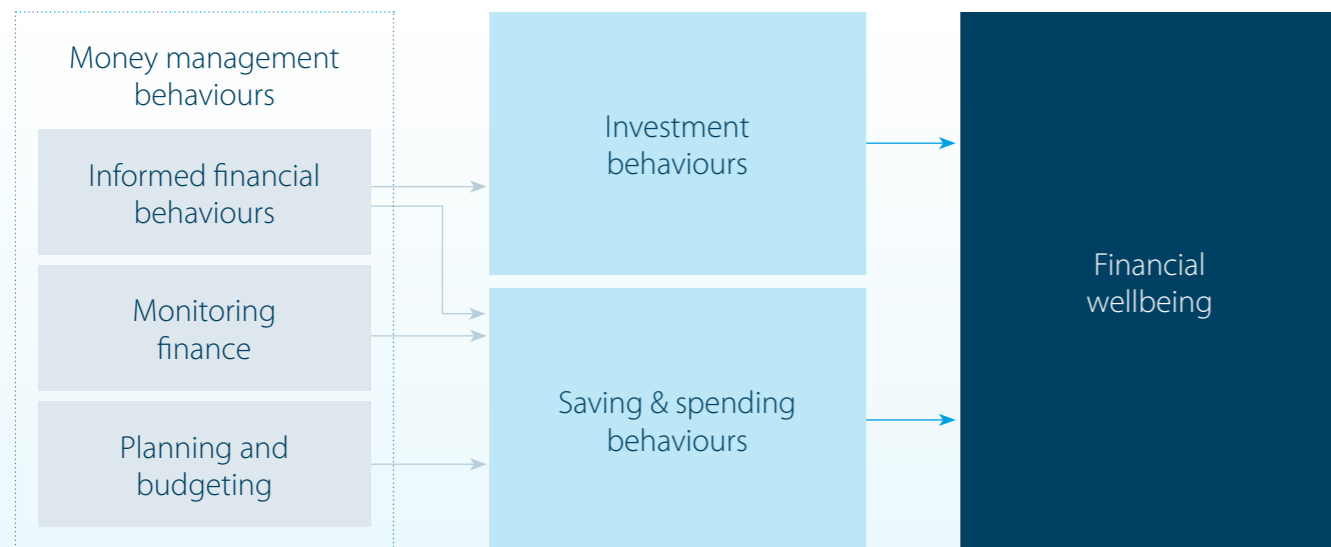 Money management
behaviours
Informed financial
behaviours
Monitoring
finance
Planning and
budgeting
Investment
behaviours
Saving & spending
behaviours
Financial
wellbeing